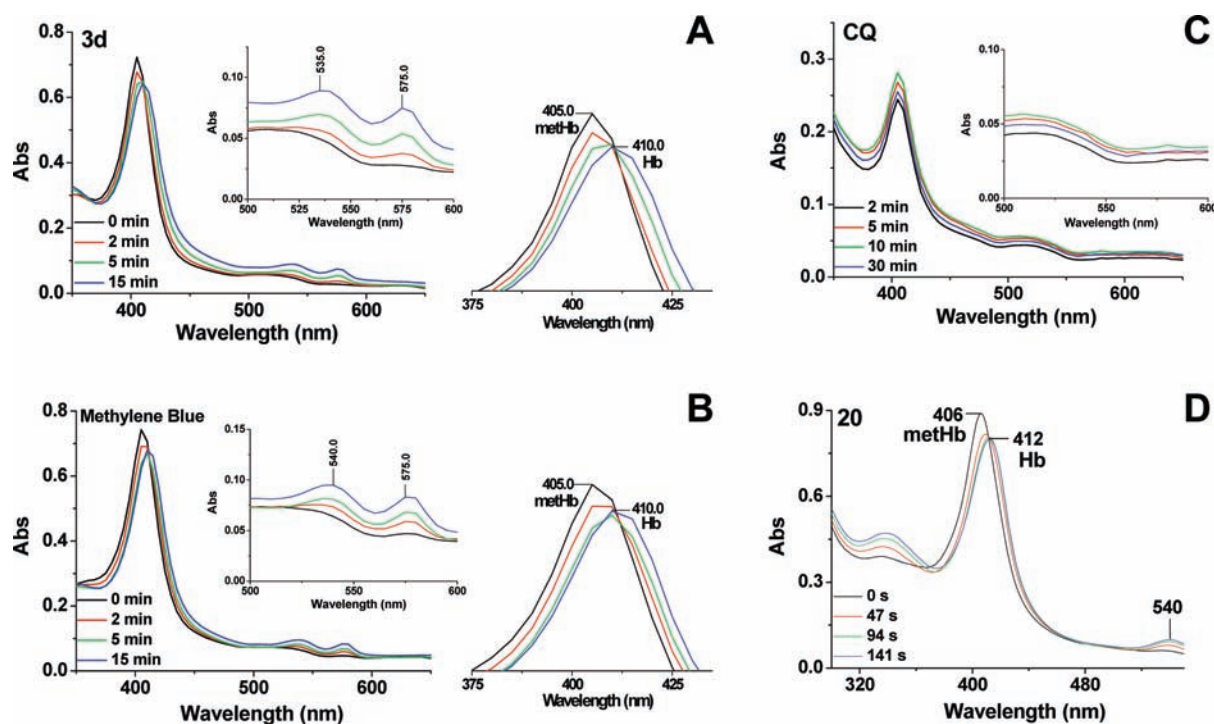 3d
A
0.8
0.6
0.4
0.2
0.0
Abs
400
500
600
Wavelength (nm)
0 min
2 min
5 min
15 min
0.10
0.05
0.00
Abs
500
525
550
575
600
Wavelength (nm)
535.0
575.0
405.0
metHb
410.0
Hb
375
400
425
Wavelength (nm)
CQ
C
0.3
0.2
0.1
0.0
Abs
400
500
600
Wavelength (nm)
2 min
5 min
10 min
30 min
0.10
0.05
0.00
Abs
500
550
600
Wavelength (nm)
Methylene Blue
B
0.8
0.6
0.4
0.2
0.0
Abs
400
500
600
Wavelength (nm)
0 min
2 min
5 min
15 min
0.15
0.10
0.05
0.00
Abs
500
520
540
560
580
600
Wavelength (nm)
540.0
575.0
405.0
metHb
410.0
Hb
375
400
425
Wavelength (nm)
20
D
0.9
0.6
0.3
0.0
Abs
300
400
480
Wavelength (nm)
406
metHb
412
Hb
540
0 s
47 s
94 s
141 s